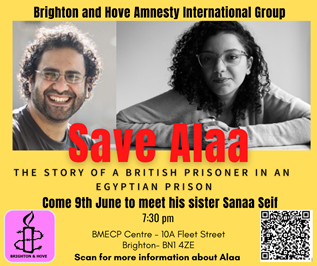 Brighton and Hove Amnesty International Group
Save Alaa
THE STORY OF A BRITISH PRISONER IN AN
EGYPTIAN PRISON
Come 9th June to meet his sister Sanaa Seif
7:30 pm
BMECP Centre - 10A Fleet Street
Brighton- BN1 4ZE
Scan for more information about Alaa
BRIGHTON & HOVE